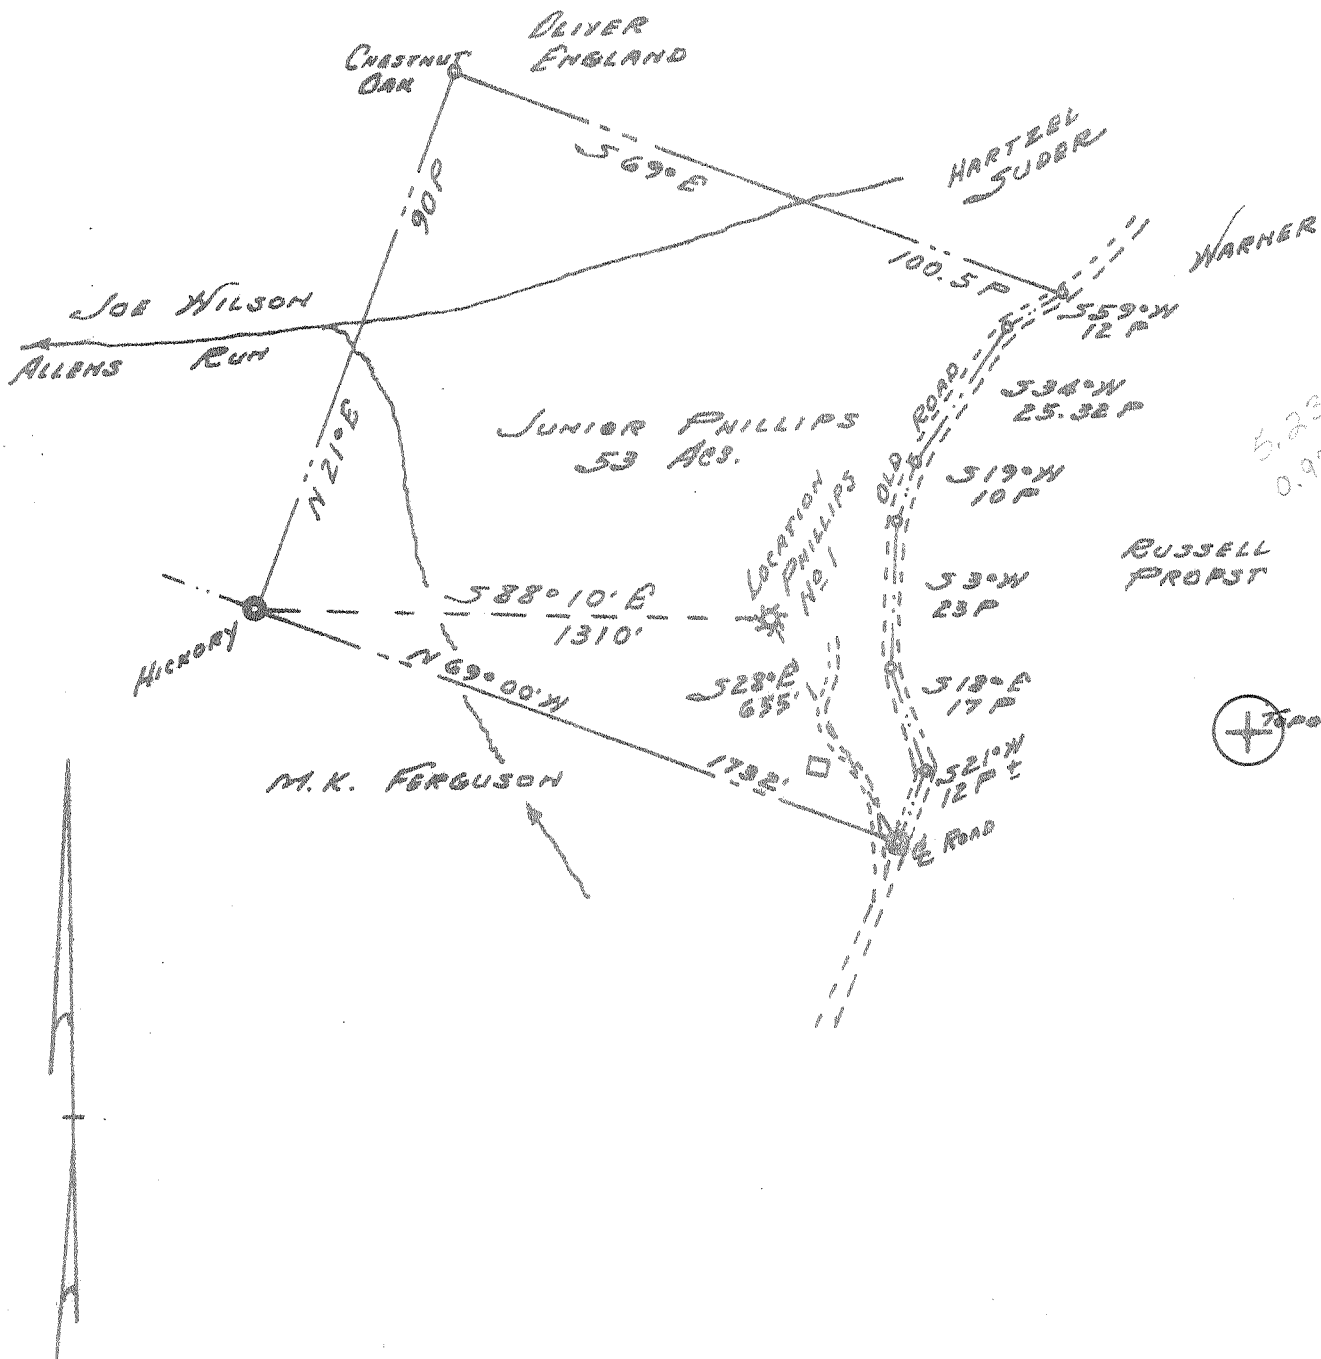 OLIVER
ENGLAND
CHESTNUT
OAK
S 69° E
90 P
HARTZEL
SUDER
WARNER
100.5 P
JOE WILSON
ALLENS RUN
S 59° W
12 P
S 34° W
25.32 P
OLD ROAD
N 21° E
JUNIOR PHILLIPS
53 ACS.
S 19° W
10 P
LOCATION
PHILLIPS
No 1
RUSSELL
PROPST
S 3° W
23 P
S 88° 10' E
1310'
HICKORY
N 69° 00' W
S 28° E
655'
S 18° E
17 P
TOPO
M. K. FERGUSON
S 21° W
12 P ±
℄ ROAD